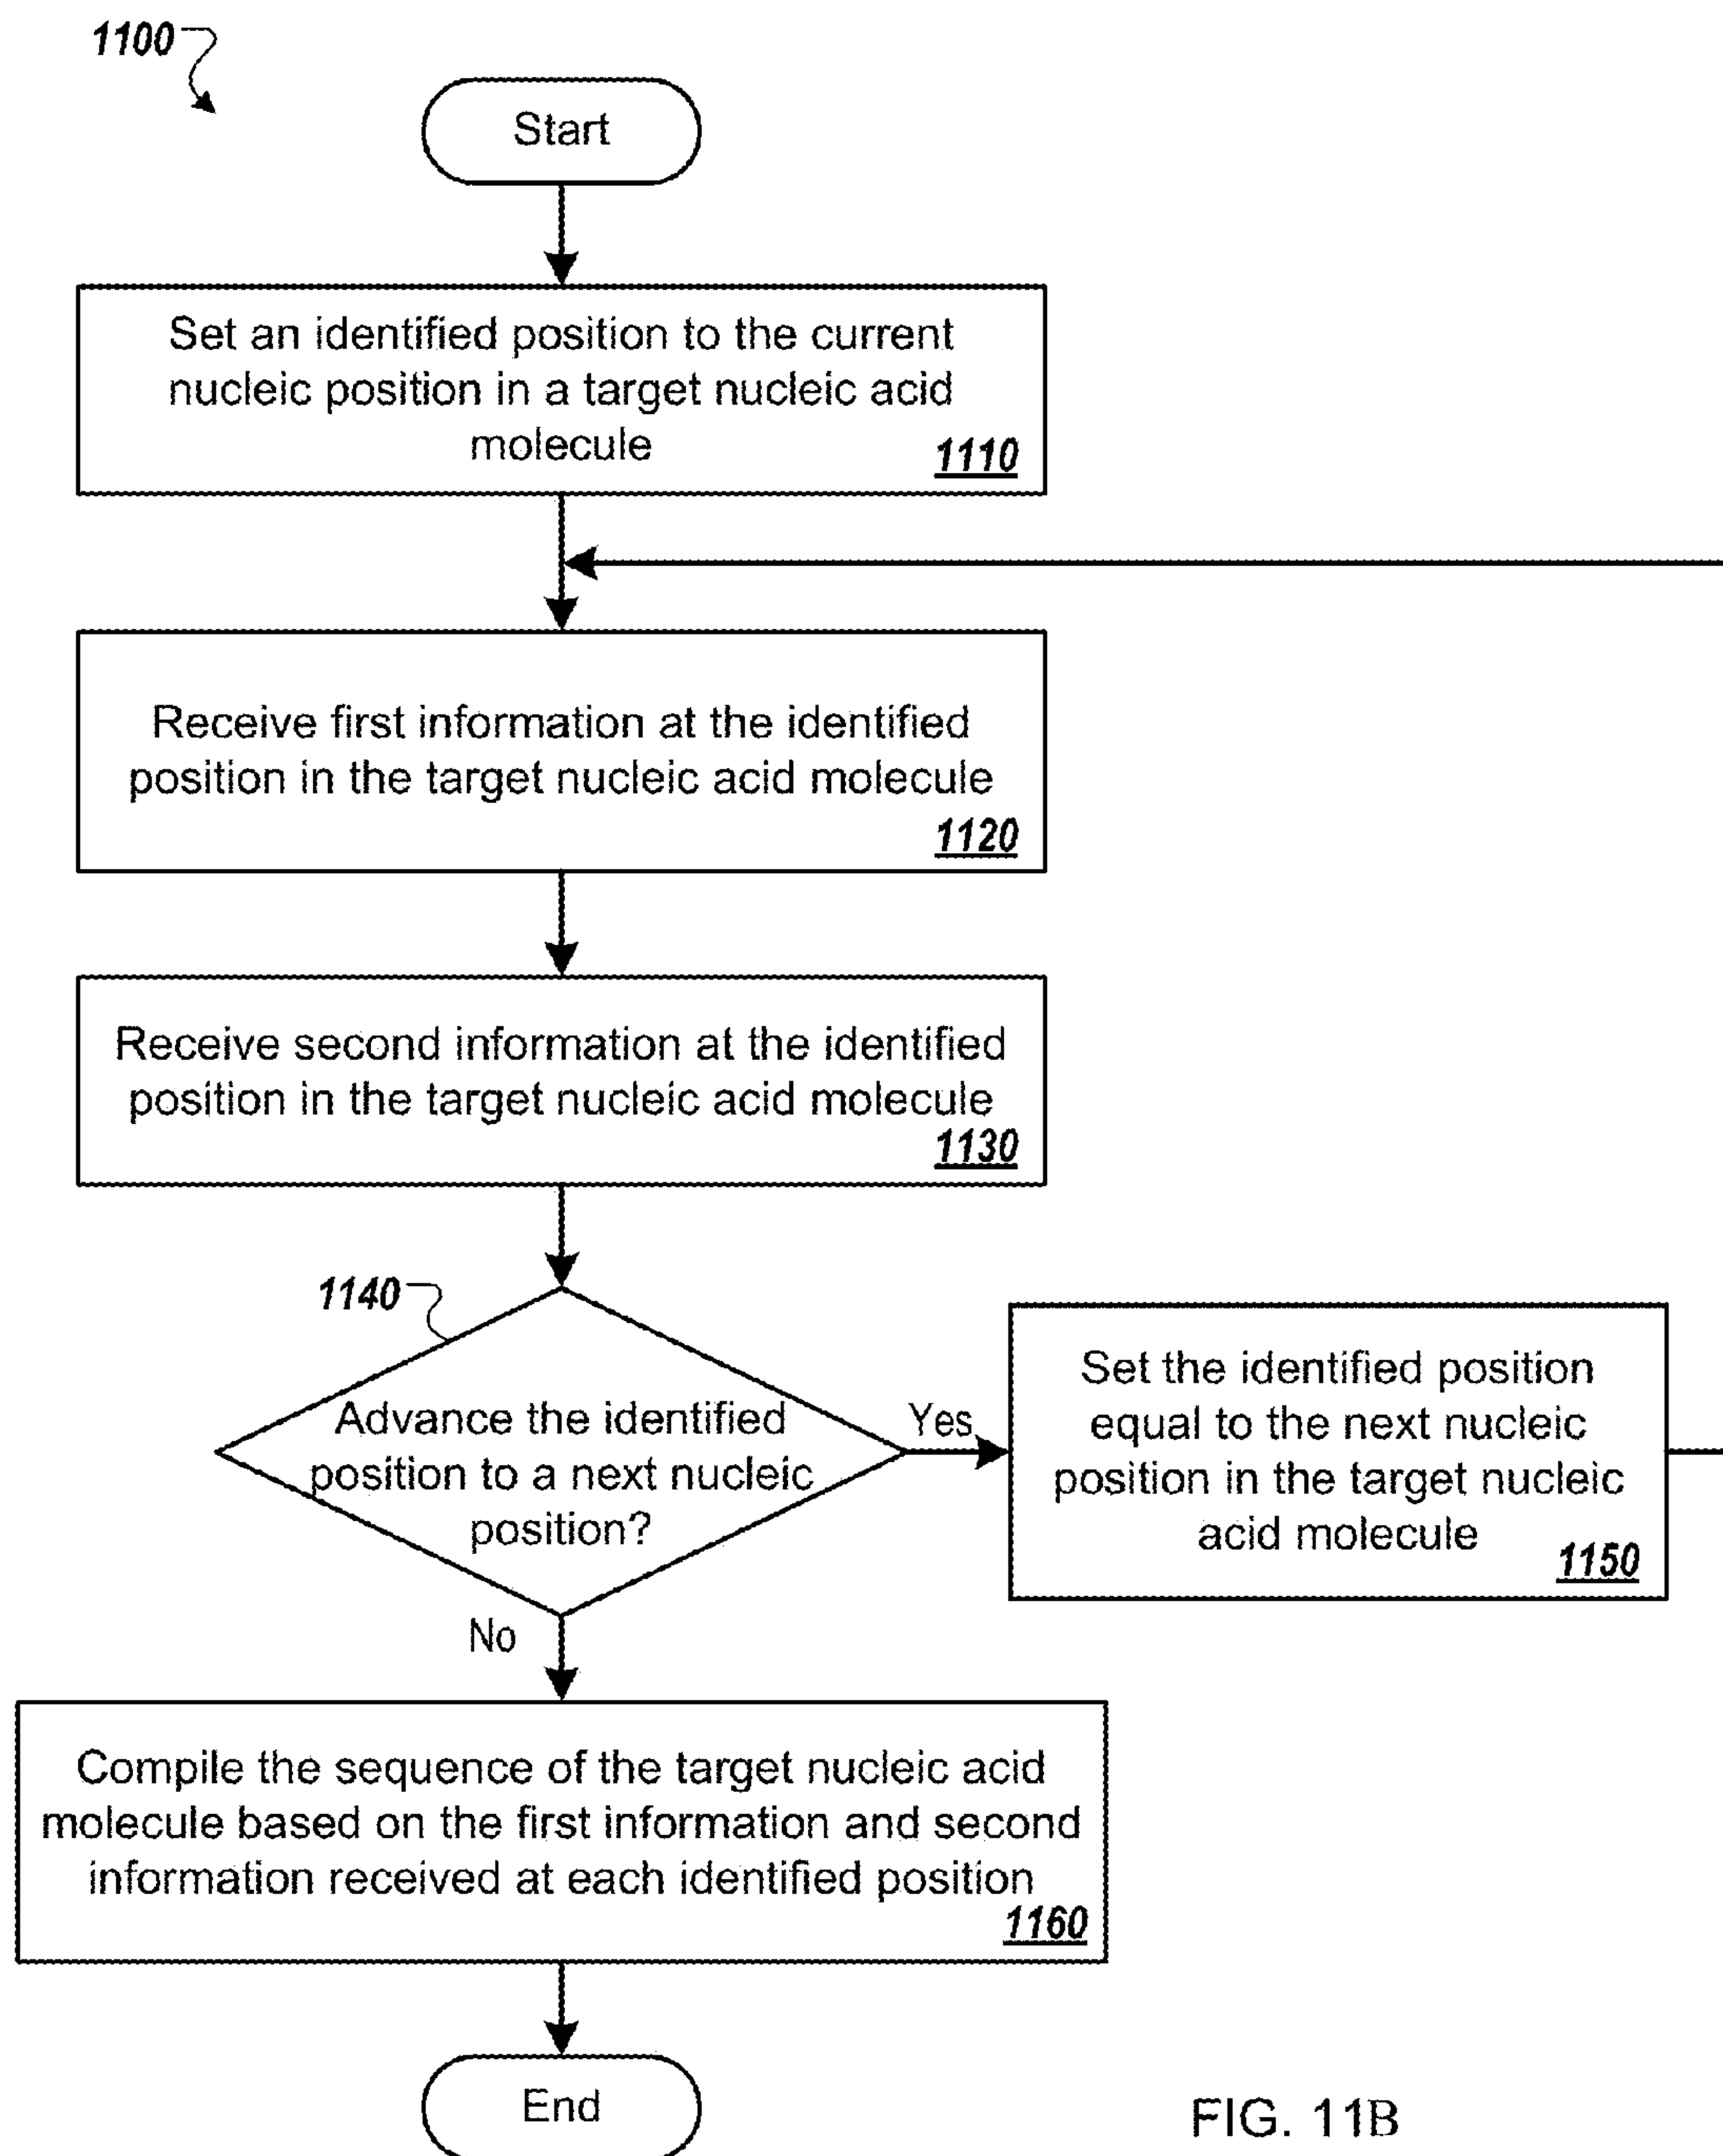 1100
Start
Set an identified position to the current
nucleic position in a target nucleic acid
molecule
1110
Receive first information at the identified
position in the target nucleic acid molecule
1120
Receive second information at the identified
position in the target nucleic acid molecule
1130
1140
Advance the identified
position to a next nucleic
position?
Yes
Set the identified position
equal to the next nucleic
position in the target nucleic
acid molecule
1150
No
Compile the sequence of the target nucleic acid
molecule based on the first information and second
information received at each identified position
1160
End
FIG. 11B